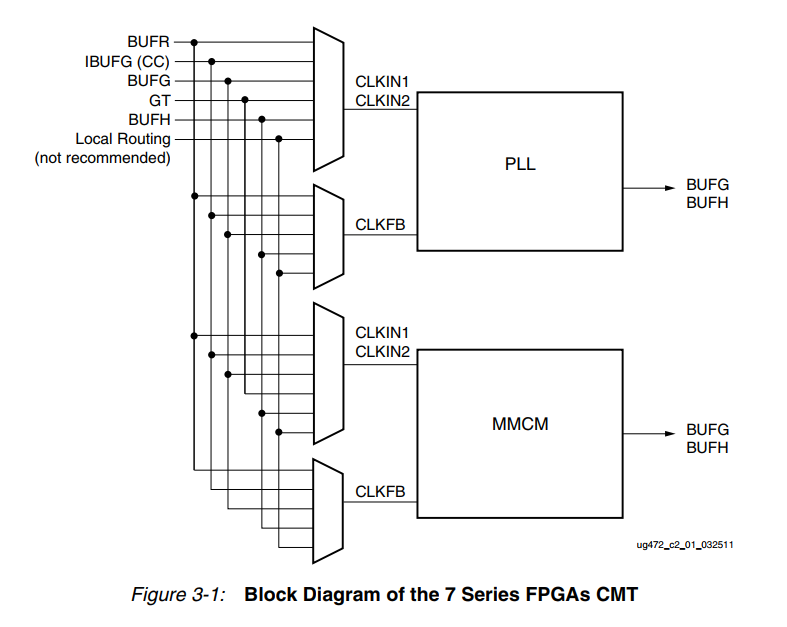 BUFR
IBUFG (CC)
BUFG
GT
BUFH
Local Routing
(not recommended)
CLKIN1
CLKIN2
PLL
BUFG
BUFH
CLKFB
CLKIN1
CLKIN2
MMCM
BUFG
BUFH
CLKFB
ug472_c2_01_032511
Figure 3-1: Block Diagram of the 7 Series FPGAs CMT